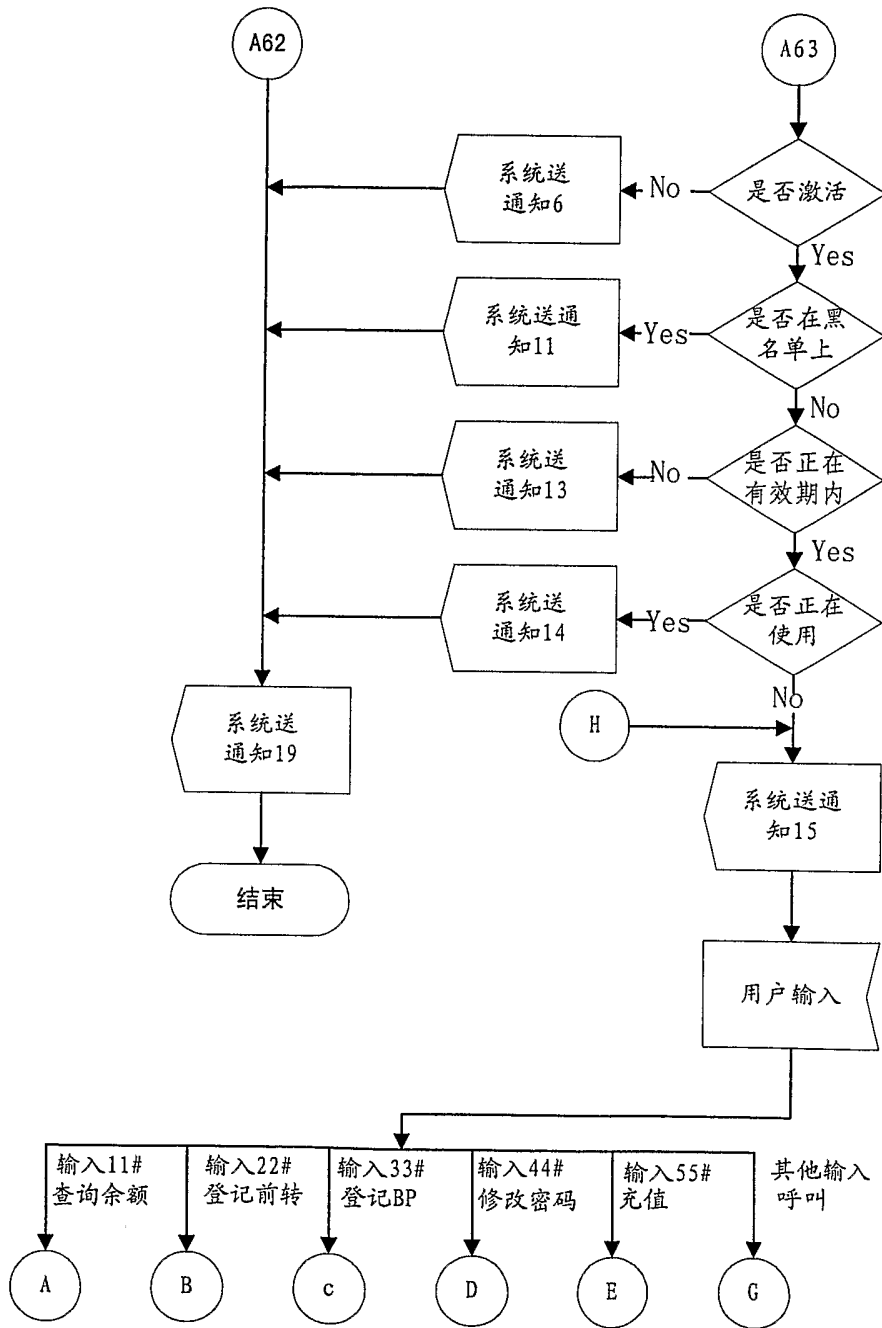 A62
A63
系统送
通知6
No
是否激活
Yes
系统送通
知11
Yes
是否在黑
名单上
No
系统送
通知13
No
是否正在
有效期内
Yes
系统送
通知14
Yes
是否正在
使用
No
系统送
通知19
H
系统送通
知15
结束
用户输入
输入11#
查询余额
输入22#
登记前转
输入33#
登记BP
输入44#
修改密码
输入55#
充值
其他输入
呼叫
A
B
c
D
E
G